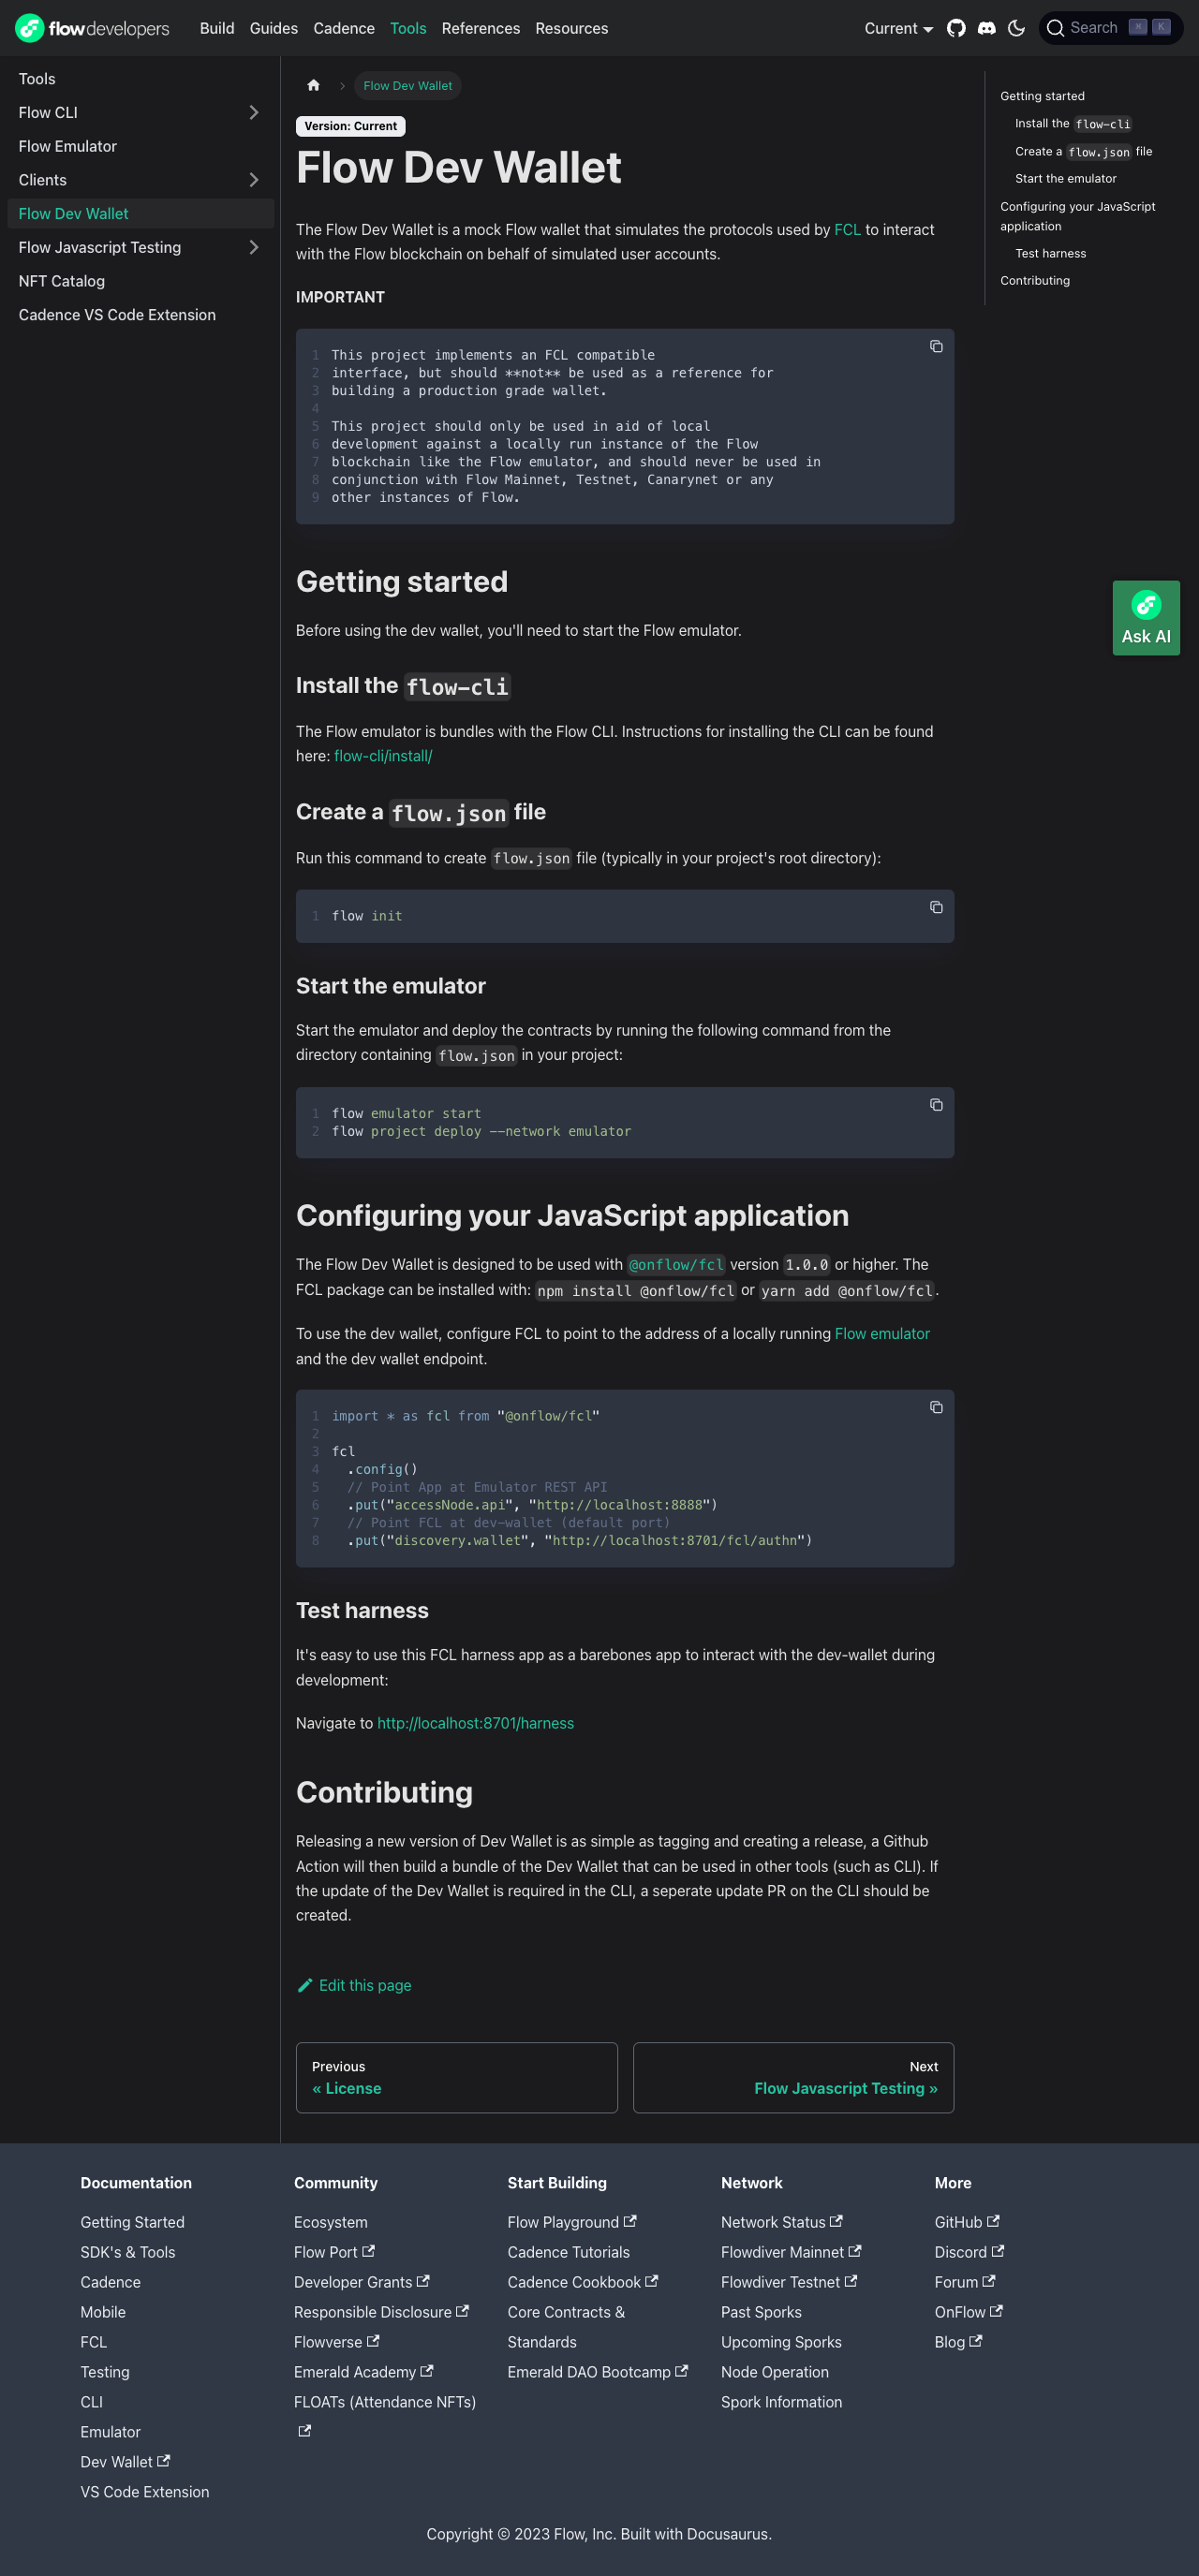 flow developers Build Guides Cadence Tools References Resources Current Search ⌘ K
Tools
Flow CLI
Flow Emulator
Clients
Flow Dev Wallet
Flow Javascript Testing
NFT Catalog
Cadence VS Code Extension
Flow Dev Wallet
Version: Current
Flow Dev Wallet
The Flow Dev Wallet is a mock Flow wallet that simulates the protocols used by FCL to interact
with the Flow blockchain on behalf of simulated user accounts.
IMPORTANT
1 This project implements an FCL compatible
2 interface, but should **not** be used as a reference for
3 building a production grade wallet.
4
5 This project should only be used in aid of local
6 development against a locally run instance of the Flow
7 blockchain like the Flow emulator, and should never be used in
8 conjunction with Flow Mainnet, Testnet, Canarynet or any
9 other instances of Flow.
Getting started
Before using the dev wallet, you'll need to start the Flow emulator.
Install the flow-cli
The Flow emulator is bundles with the Flow CLI. Instructions for installing the CLI can be found
here: flow-cli/install/
Create a flow.json file
Run this command to create flow.json file (typically in your project's root directory):
1 flow init
Start the emulator
Start the emulator and deploy the contracts by running the following command from the
directory containing flow.json in your project:
1 flow emulator start
2 flow project deploy --network emulator
Configuring your JavaScript application
The Flow Dev Wallet is designed to be used with @onflow/fcl version 1.0.0 or higher. The
FCL package can be installed with: npm install @onflow/fcl or yarn add @onflow/fcl.
To use the dev wallet, configure FCL to point to the address of a locally running Flow emulator
and the dev wallet endpoint.
1 import * as fcl from "@onflow/fcl"
2
3 fcl
4 .config()
5 // Point App at Emulator REST API
6 .put("accessNode.api", "http://localhost:8888")
7 // Point FCL at dev-wallet (default port)
8 .put("discovery.wallet", "http://localhost:8701/fcl/authn")
Test harness
It's easy to use this FCL harness app as a barebones app to interact with the dev-wallet during
development:
Navigate to http://localhost:8701/harness
Contributing
Releasing a new version of Dev Wallet is as simple as tagging and creating a release, a Github
Action will then build a bundle of the Dev Wallet that can be used in other tools (such as CLI). If
the update of the Dev Wallet is required in the CLI, a seperate update PR on the CLI should be
created.
Edit this page
Previous
« License
Next
Flow Javascript Testing »
Getting started
Install the flow-cli
Create a flow.json file
Start the emulator
Configuring your JavaScript
application
Test harness
Contributing
Ask AI
Documentation
Getting Started
SDK's & Tools
Cadence
Mobile
FCL
Testing
CLI
Emulator
Dev Wallet
VS Code Extension
Community
Ecosystem
Flow Port
Developer Grants
Responsible Disclosure
Flowverse
Emerald Academy
FLOATs (Attendance NFTs)
Start Building
Flow Playground
Cadence Tutorials
Cadence Cookbook
Core Contracts &
Standards
Emerald DAO Bootcamp
Network
Network Status
Flowdiver Mainnet
Flowdiver Testnet
Past Sporks
Upcoming Sporks
Node Operation
Spork Information
More
GitHub
Discord
Forum
OnFlow
Blog
Copyright © 2023 Flow, Inc. Built with Docusaurus.